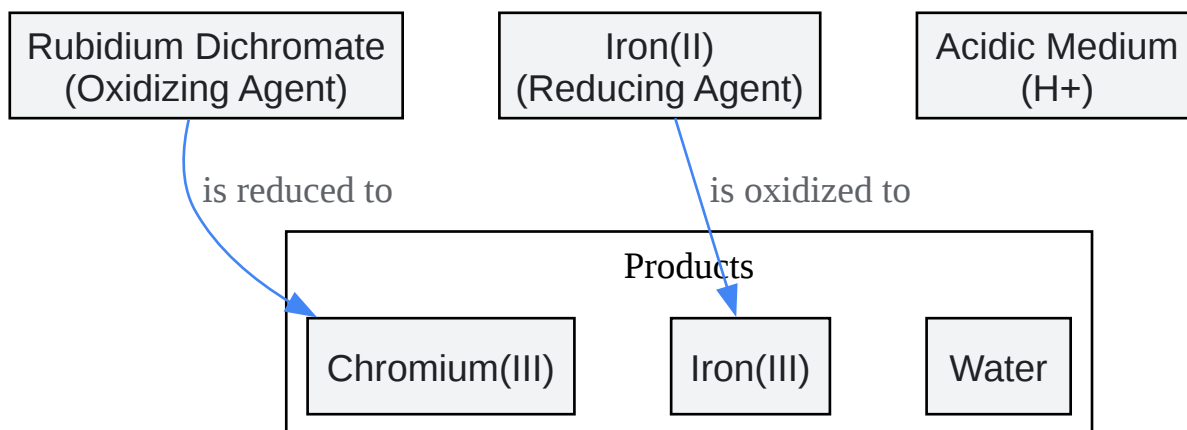 Rubidium Dichromate
(Oxidizing Agent)
Iron(II)
(Reducing Agent)
Acidic Medium
(H+)
is reduced to
is oxidized to
Products
Chromium(III)
Iron(III)
Water